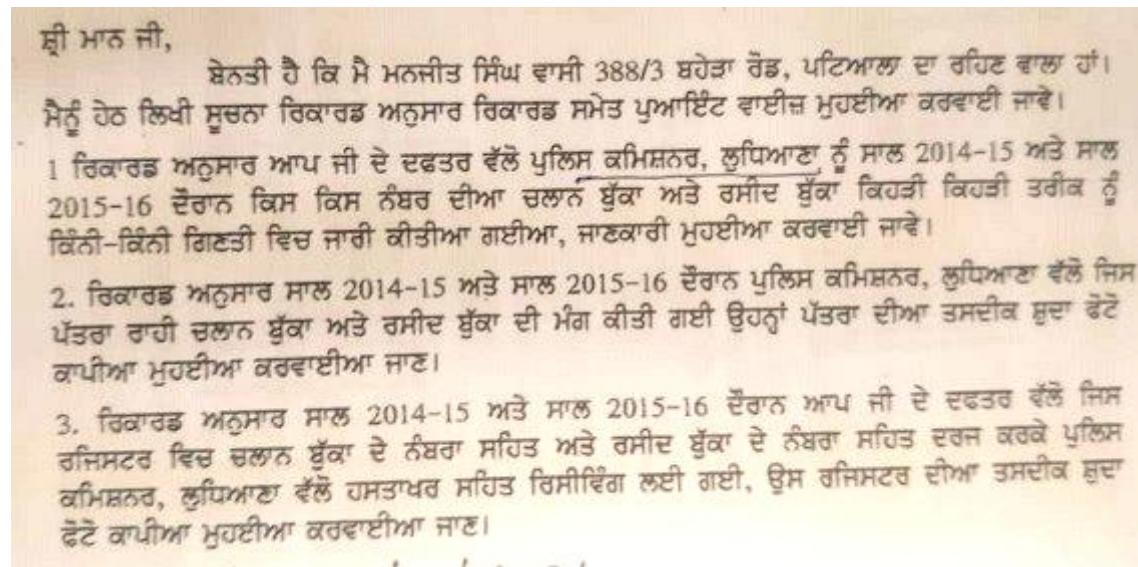 ਸ਼੍ਰੀ ਮਾਨ ਜੀ,
ਬੇਨਤੀ ਹੈ ਕਿ ਮੈ ਮਨਜੀਤ ਸਿੰਘ ਵਾਸੀ 388/3 ਬਹੇੜਾ ਰੋਡ, ਪਟਿਆਲਾ ਦਾ ਰਹਿਣ ਵਾਲਾ ਹਾਂ।
ਮੈਨੂੰ ਹੇਠ ਲਿਖੀ ਸੂਚਨਾ ਰਿਕਾਰਡ ਅਨੁਸਾਰ ਰਿਕਾਰਡ ਸਮੇਤ ਪੁਆਇੰਟ ਵਾਈਜ਼ ਮੁਹਈਆ ਕਰਵਾਈ ਜਾਵੇ।
1 ਰਿਕਾਰਡ ਅਨੁਸਾਰ ਆਪ ਜੀ ਦੇ ਦਫਤਰ ਵੱਲੋ ਪੁਲਿਸ ਕਮਿਸ਼ਨਰ, ਲੁਧਿਆਣਾ ਨੂੰ ਸਾਲ 2014-15 ਅਤੇ ਸਾਲ
2015-16 ਦੌਰਾਨ ਕਿਸ ਕਿਸ ਨੰਬਰ ਦੀਆ ਚਲਾਨ ਬੁੱਕਾ ਅਤੇ ਰਸੀਦ ਬੁੱਕਾ ਕਿਹੜੀ ਕਿਹੜੀ ਤਰੀਕ ਨੂੰ
ਕਿੰਨੀ-ਕਿੰਨੀ ਗਿਣਤੀ ਵਿਚ ਜਾਰੀ ਕੀਤੀਆ ਗਈਆ, ਜਾਣਕਾਰੀ ਮੁਹਈਆ ਕਰਵਾਈ ਜਾਵੇ।
2. ਰਿਕਾਰਡ ਅਨੁਸਾਰ ਸਾਲ 2014-15 ਅਤੇ ਸਾਲ 2015-16 ਦੌਰਾਨ ਪੁਲਿਸ ਕਮਿਸ਼ਨਰ, ਲੁਧਿਆਣਾ ਵੱਲੋ ਜਿਸ
ਪੱਤਰਾ ਰਾਹੀ ਚਲਾਨ ਬੁੱਕਾ ਅਤੇ ਰਸੀਦ ਬੁੱਕਾ ਦੀ ਮੰਗ ਕੀਤੀ ਗਈ ਉਹਨ੍ਹਾਂ ਪੱਤਰਾ ਦੀਆ ਤਸਦੀਕ ਸ਼ੁਦਾ ਫੋਟੋ
ਕਾਪੀਆ ਮੁਹਈਆ ਕਰਵਾਈਆ ਜਾਣ।
3. ਰਿਕਾਰਡ ਅਨੁਸਾਰ ਸਾਲ 2014-15 ਅਤੇ ਸਾਲ 2015-16 ਦੌਰਾਨ ਆਪ ਜੀ ਦੇ ਦਫਤਰ ਵੱਲੋ ਜਿਸ
ਰਜਿਸਟਰ ਵਿਚ ਚਲਾਨ ਬੁੱਕਾ ਦੇ ਨੰਬਰਾ ਸਹਿਤ ਅਤੇ ਰਸੀਦ ਬੁੱਕਾ ਦੇ ਨੰਬਰਾ ਸਹਿਤ ਦਰਜ ਕਰਕੇ ਪੁਲਿਸ
ਕਮਿਸ਼ਨਰ, ਲੁਧਿਆਣਾ ਵੱਲੋ ਹਸਤਾਖਰ ਸਹਿਤ ਰਿਸੀਵਿੰਗ ਲਈ ਗਈ, ਉਸ ਰਜਿਸਟਰ ਦੀਆ ਤਸਦੀਕ ਸ਼ੁਦਾ
ਫੋਟੋ ਕਾਪੀਆ ਮੁਹਈਆ ਕਰਵਾਈਆ ਜਾਣ।